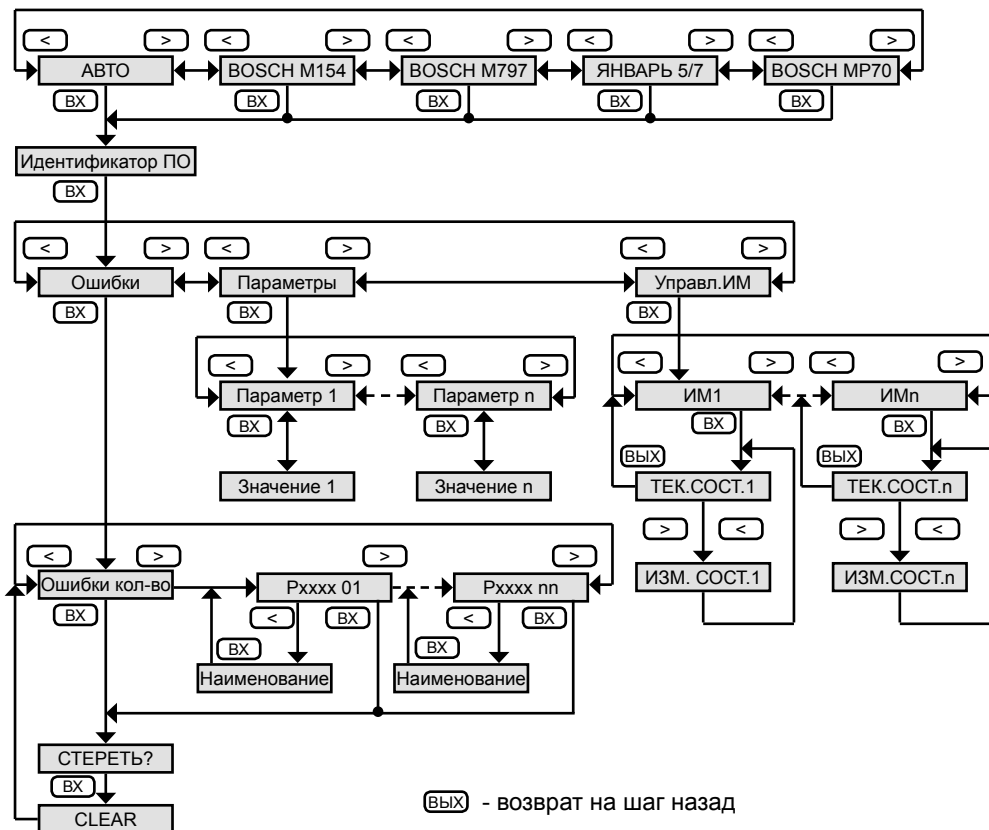 < > < > < > < > < >
АВТО BOSCH M154 BOSCH M797 ЯНВАРЬ 5/7 BOSCH MP70
ВХ ВХ ВХ ВХ ВХ
Идентификатор ПО
ВХ
< > < > < >
Ошибки Параметры Управл.ИМ
ВХ ВХ ВХ
< > < > < > < >
Параметр 1 Параметр n ИМ1 ИМn
ВХ ВХ ВХ ВХ
ВЫХ ВЫХ
Значение 1 Значение n ТЕК.СОСТ.1 ТЕК.СОСТ.n
> < > <
< > > >
Ошибки кол-во Рхххх 01 Рхххх nn ИЗМ. СОСТ.1 ИЗМ.СОСТ.n
ВХ < ВХ < ВХ
ВХ ВХ
Наименование Наименование
СТЕРЕТЬ?
ВХ
CLEAR
ВЫХ - возврат на шаг назад